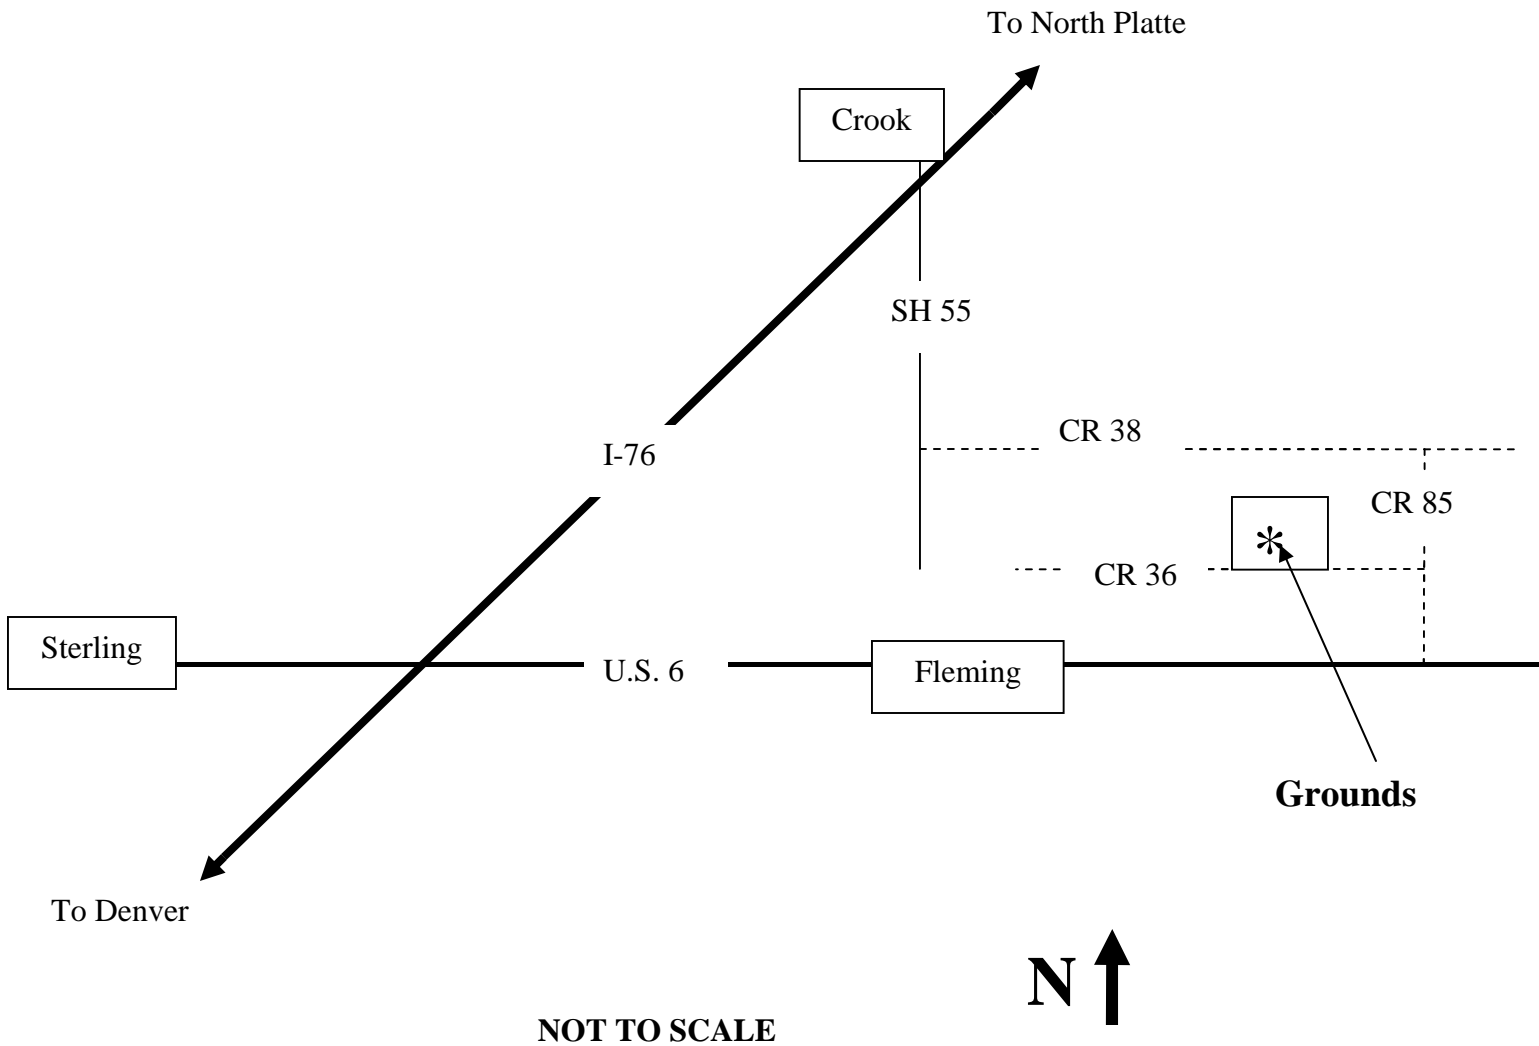 To North Platte
Crook
SH 55
CR 38
I-76
CR 85
*
CR 36
Sterling
U.S. 6
Fleming
Grounds
To Denver
N
NOT TO SCALE